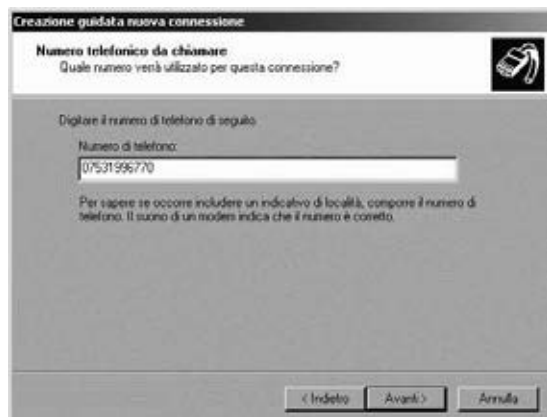 Creazione guidata nuova connessione
Numero telefonico da chiamare
Quale numero verrà utilizzato per questa connessione?
Digitare il numero di telefono di seguito.
Numero di telefono:
07531996770
Per sapere se occorre includere un indicativo di località, comporre il numero di
telefono. Il suono di un modem indica che il numero è corretto.
< Indietro
Avanti >
Annulla